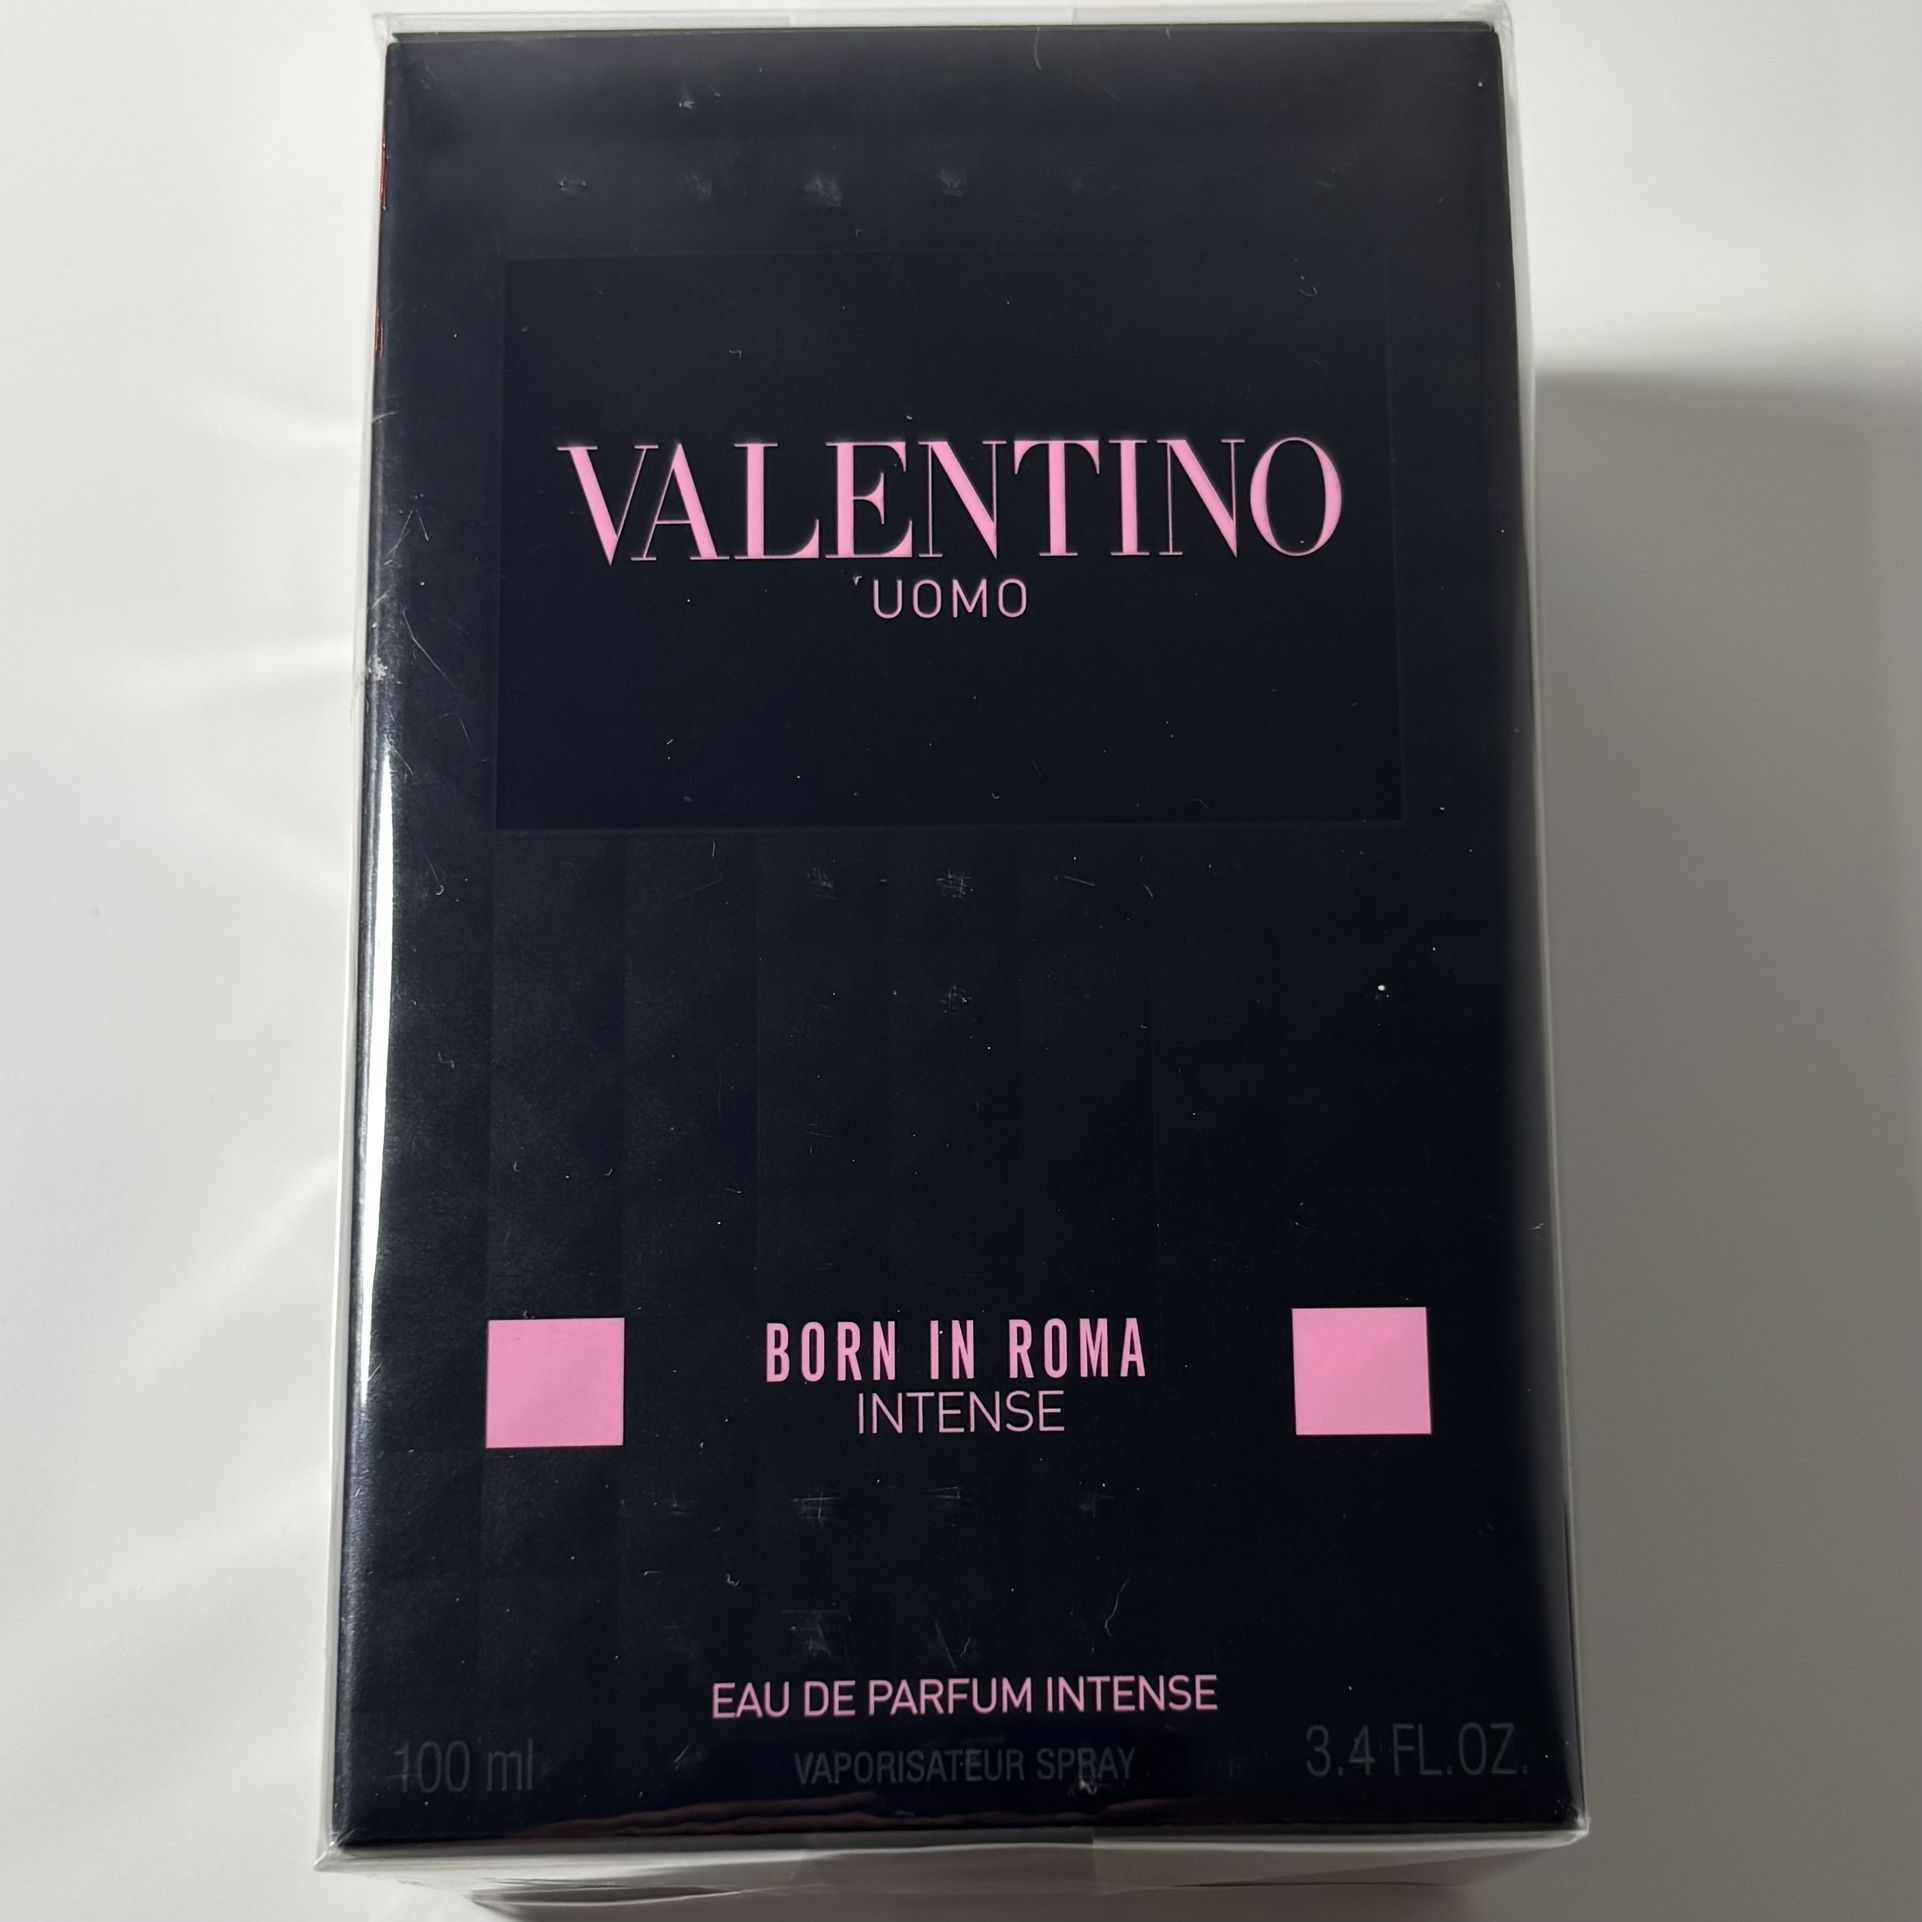 VALENTINO
UOMO
BORN IN ROMA
INTENSE
EAU DE PARFUM INTENSE
100 ml VAPORISATEUR SPRAY 3.4 FL.OZ.